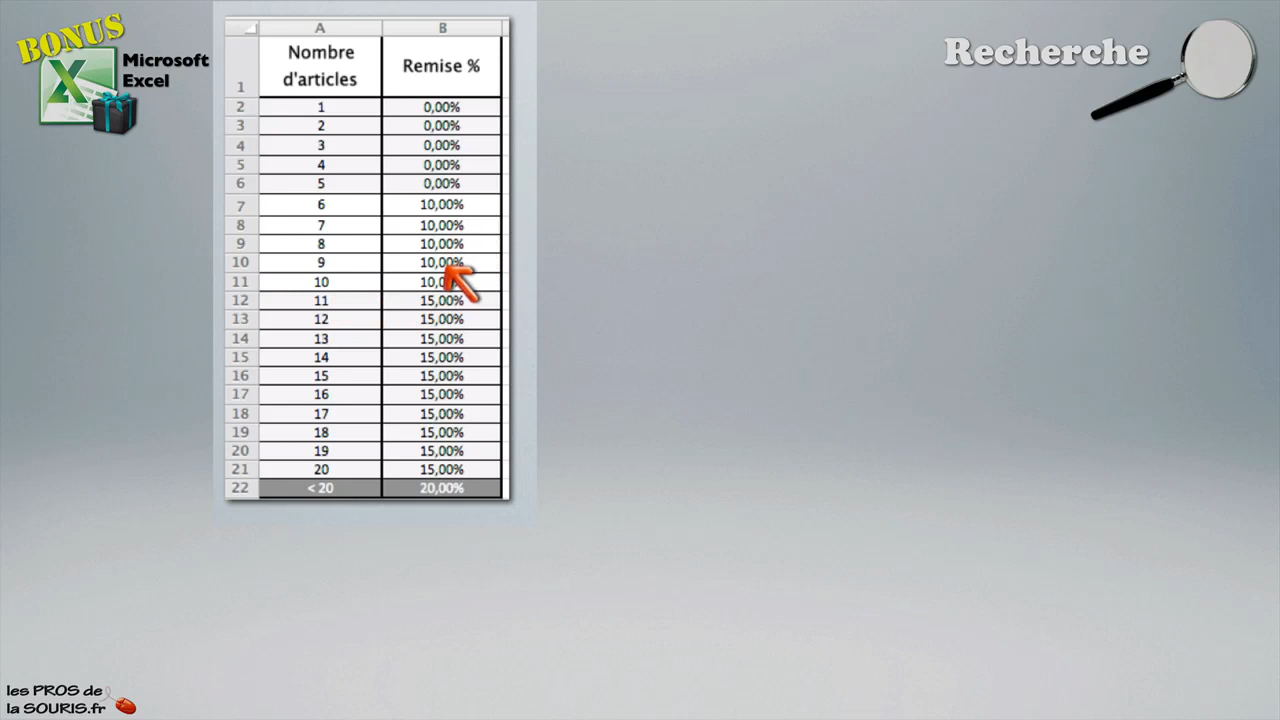 BONUS
Microsoft
Excel
Recherche
A B
1 Nombre d'articles Remise %
2 1 0,00%
3 2 0,00%
4 3 0,00%
5 4 0,00%
6 5 0,00%
7 6 10,00%
8 7 10,00%
9 8 10,00%
10 9 10,00%
11 10 10,0
12 11 15,00%
13 12 15,00%
14 13 15,00%
15 14 15,00%
16 15 15,00%
17 16 15,00%
18 17 15,00%
19 18 15,00%
20 19 15,00%
21 20 15,00%
22 < 20 20,00%
les PROS de
la SOURIS.fr